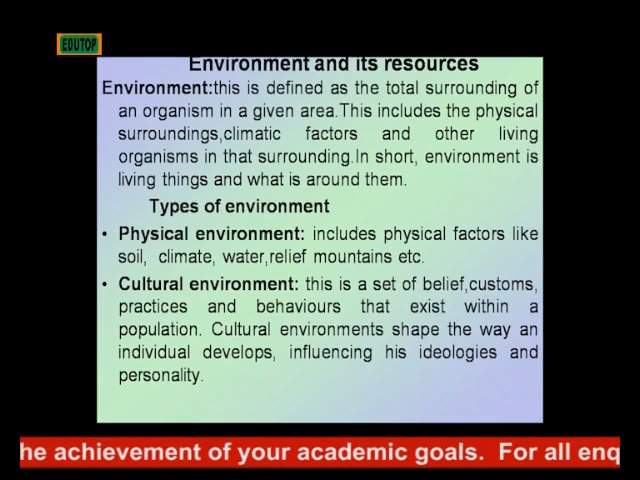 EDUTOP
Environment and its resources
Environment:this is defined as the total surrounding of
an organism in a given area.This includes the physical
surroundings,climatic factors and other living
organisms in that surrounding.In short, environment is
living things and what is around them.
Types of environment
• Physical environment: includes physical factors like
soil, climate, water,relief mountains etc.
• Cultural environment: this is a set of belief,customs,
practices and behaviours that exist within a
population. Cultural environments shape the way an
individual develops, influencing his ideologies and
personality.
he achievement of your academic goals. For all enq